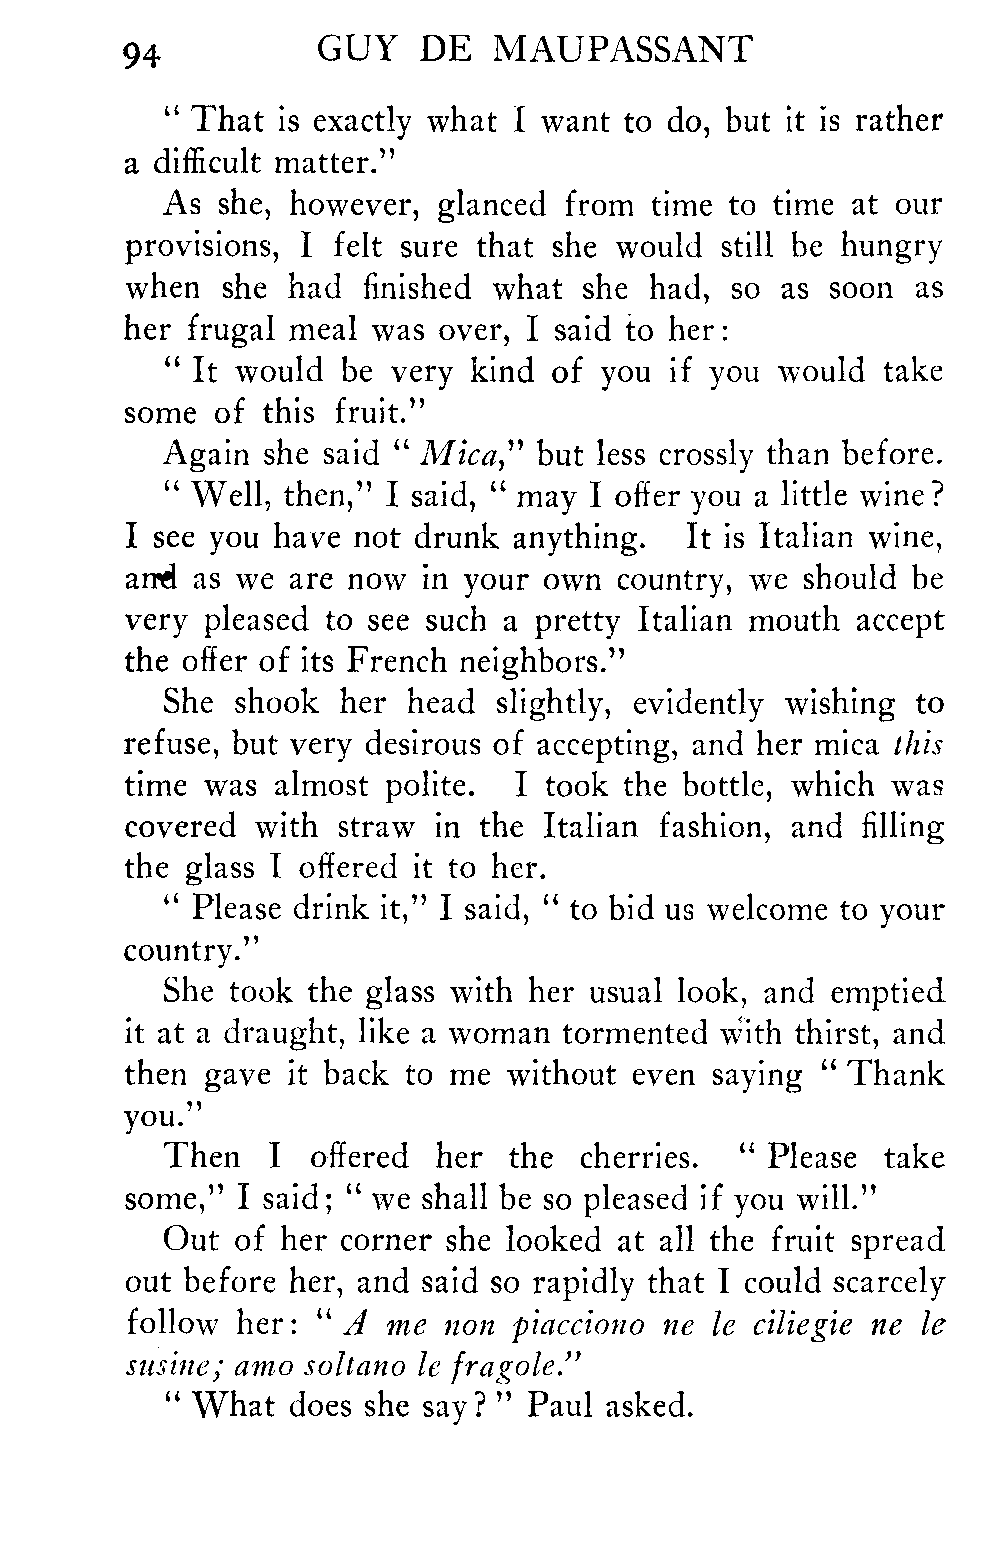 94 GUY DE MAUPASSANT
“ That is exactly what I want to do, but it is rather
a difficult matter.”
As she, however, glanced from time to time at our
provisions, I felt sure that she would still be hungry
when she had finished what she had, so as soon as
her frugal meal was over, I said to her:
“ It would be very kind of you if you would take
some of this fruit.”
Again she said “ Mica,” but less crossly than before.
“ Well, then,” I said, “ may I offer you a little wine?
I see you have not drunk anything. It is Italian wine,
and as we are now in your own country, we should be
very pleased to see such a pretty Italian mouth accept
the offer of its French neighbors.”
She shook her head slightly, evidently wishing to
refuse, but very desirous of accepting, and her mica this
time was almost polite. I took the bottle, which was
covered with straw in the Italian fashion, and filling
the glass I offered it to her.
“ Please drink it,” I said, “ to bid us welcome to your
country.”
She took the glass with her usual look, and emptied
it at a draught, like a woman tormented with thirst, and
then gave it back to me without even saying “ Thank
you.”
Then I offered her the cherries. “ Please take
some,” I said; “ we shall be so pleased if you will.”
Out of her corner she looked at all the fruit spread
out before her, and said so rapidly that I could scarcely
follow her: “ A me non piacciono ne le ciliegie ne le
susine; amo soltano le fragole.”
“ What does she say? ” Paul asked.